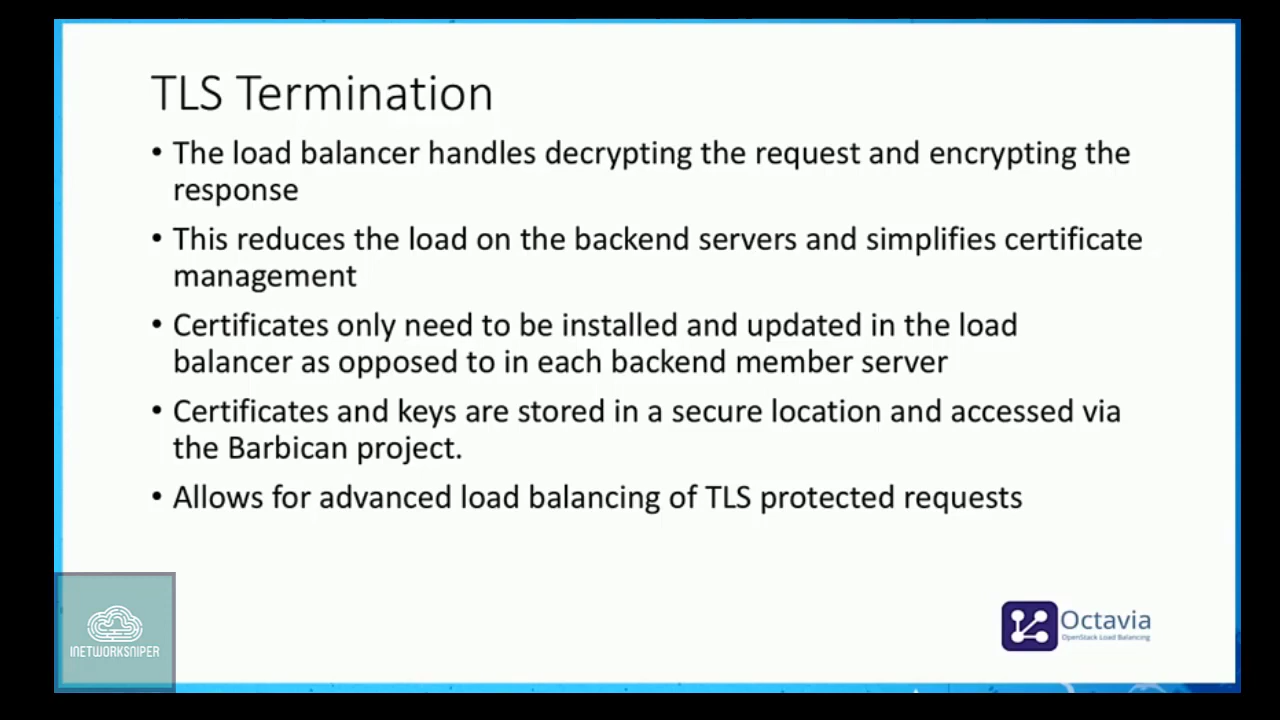 TLS Termination
• The load balancer handles decrypting the request and encrypting the
response
• This reduces the load on the backend servers and simplifies certificate
management
• Certificates only need to be installed and updated in the load
balancer as opposed to in each backend member server
• Certificates and keys are stored in a secure location and accessed via
the Barbican project.
• Allows for advanced load balancing of TLS protected requests
INETWORKSNIPER
Octavia
OpenStack Load Balancing